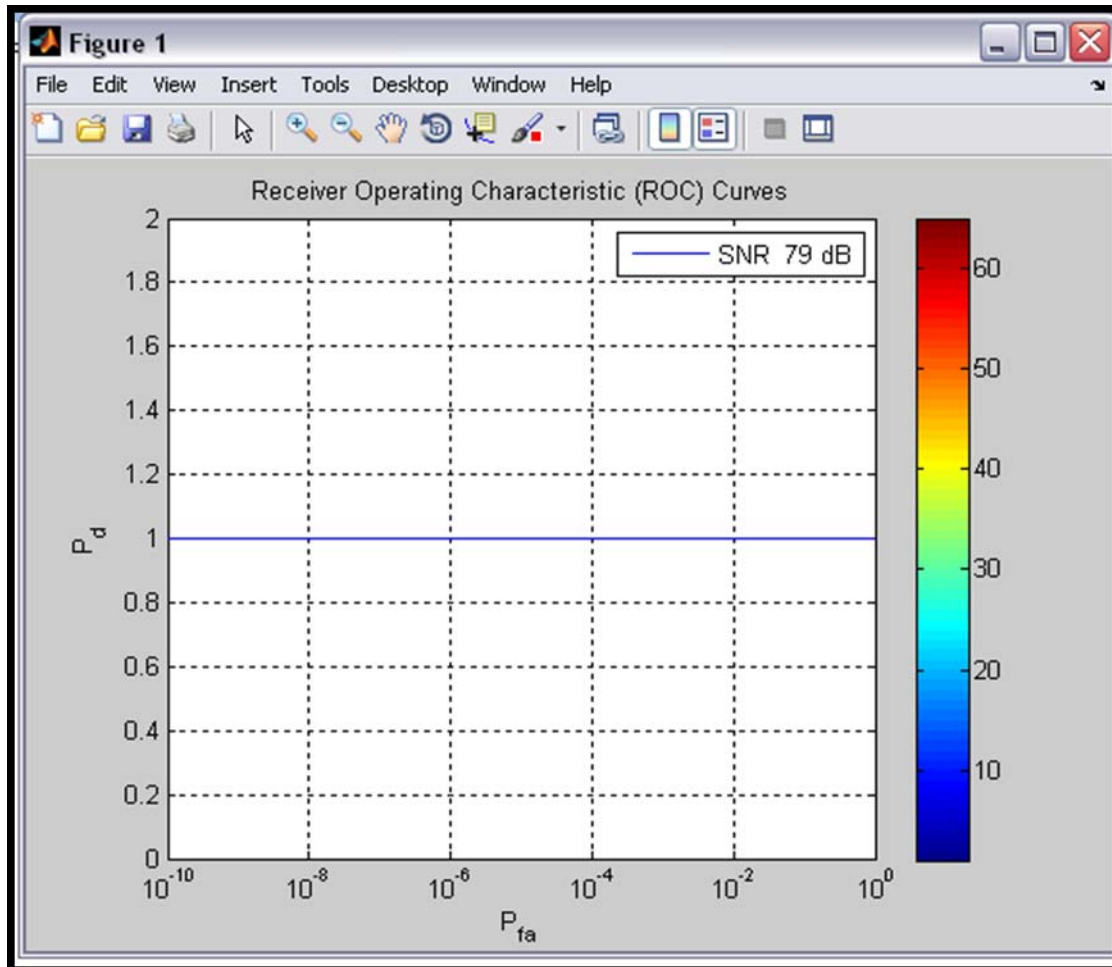 Figure 1
File Edit View Insert Tools Desktop Window Help
Receiver Operating Characteristic (ROC) Curves
SNR 79 dB
2
1.8
1.6
1.4
1.2
1
0.8
0.6
0.4
0.2
0
P_d
10^-10 10^-8 10^-6 10^-4 10^-2 10^0
P_fa
60
50
40
30
20
10